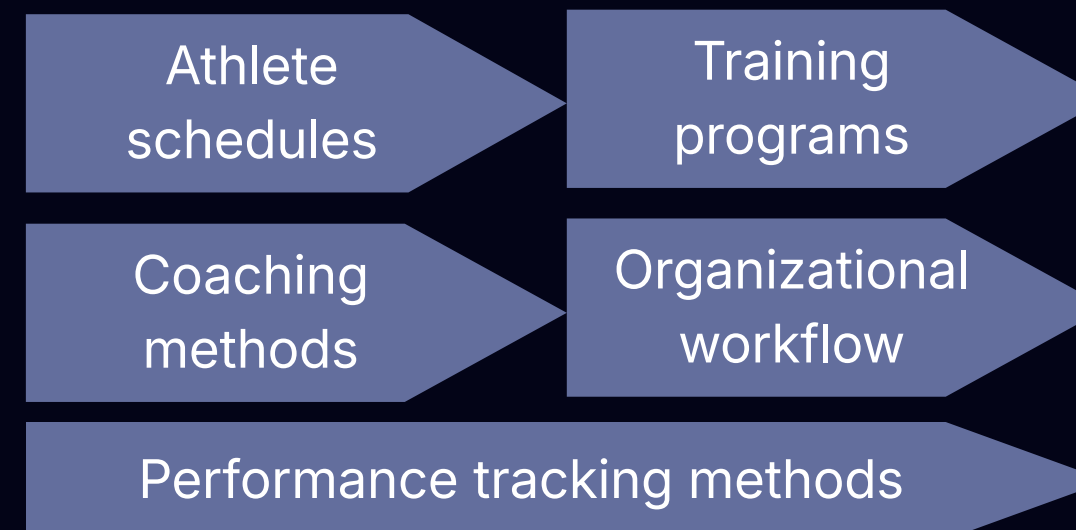 Athlete
schedules
Training
programs
Coaching
methods
Organizational
workflow
Performance tracking methods